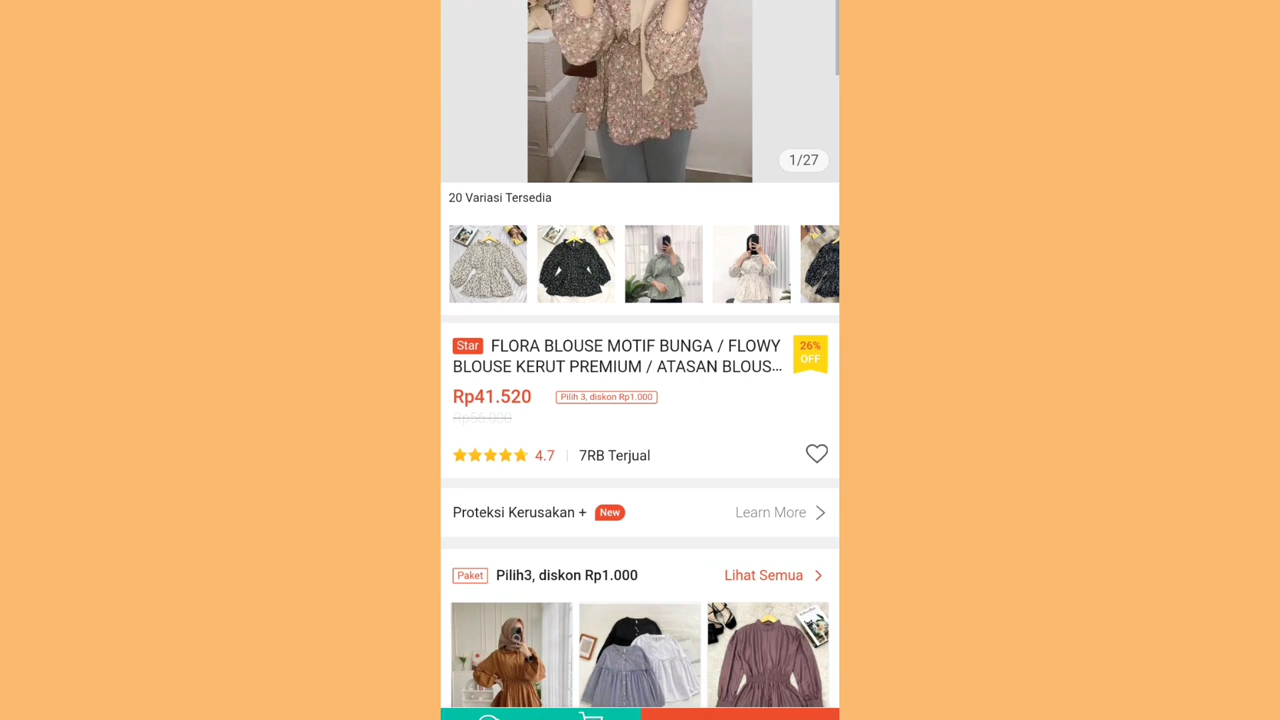 1/27
20 Variasi Tersedia
Star FLORA BLOUSE MOTIF BUNGA / FLOWY
BLOUSE KERUT PREMIUM / ATASAN BLOUS...
26%
OFF
Rp41.520 Pilih 3, diskon Rp1.000
Rp56.000
4.7 7RB Terjual
Proteksi Kerusakan + New Learn More
Paket Pilih3, diskon Rp1.000 Lihat Semua